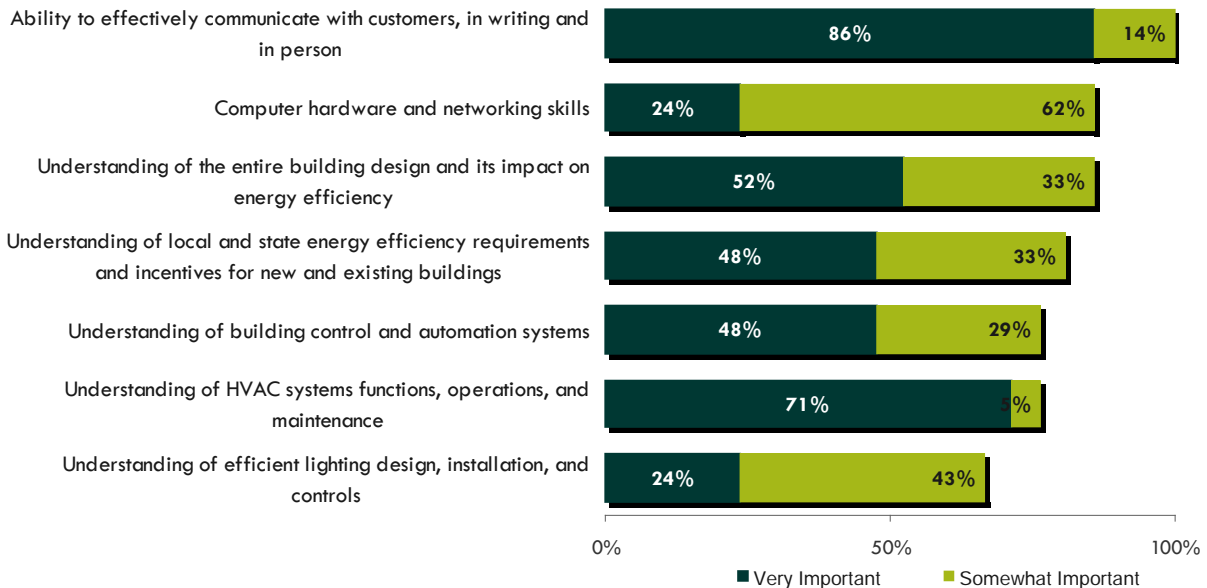 Ability to effectively communicate with customers, in writing and
in person
86%
14%
Computer hardware and networking skills
24%
62%
Understanding of the entire building design and its impact on
energy efficiency
52%
33%
Understanding of local and state energy efficiency requirements
and incentives for new and existing buildings
48%
33%
Understanding of building control and automation systems
48%
29%
Understanding of HVAC systems functions, operations, and
maintenance
71%
5%
Understanding of efficient lighting design, installation, and
controls
24%
43%
0%
50%
100%
Very Important
Somewhat Important